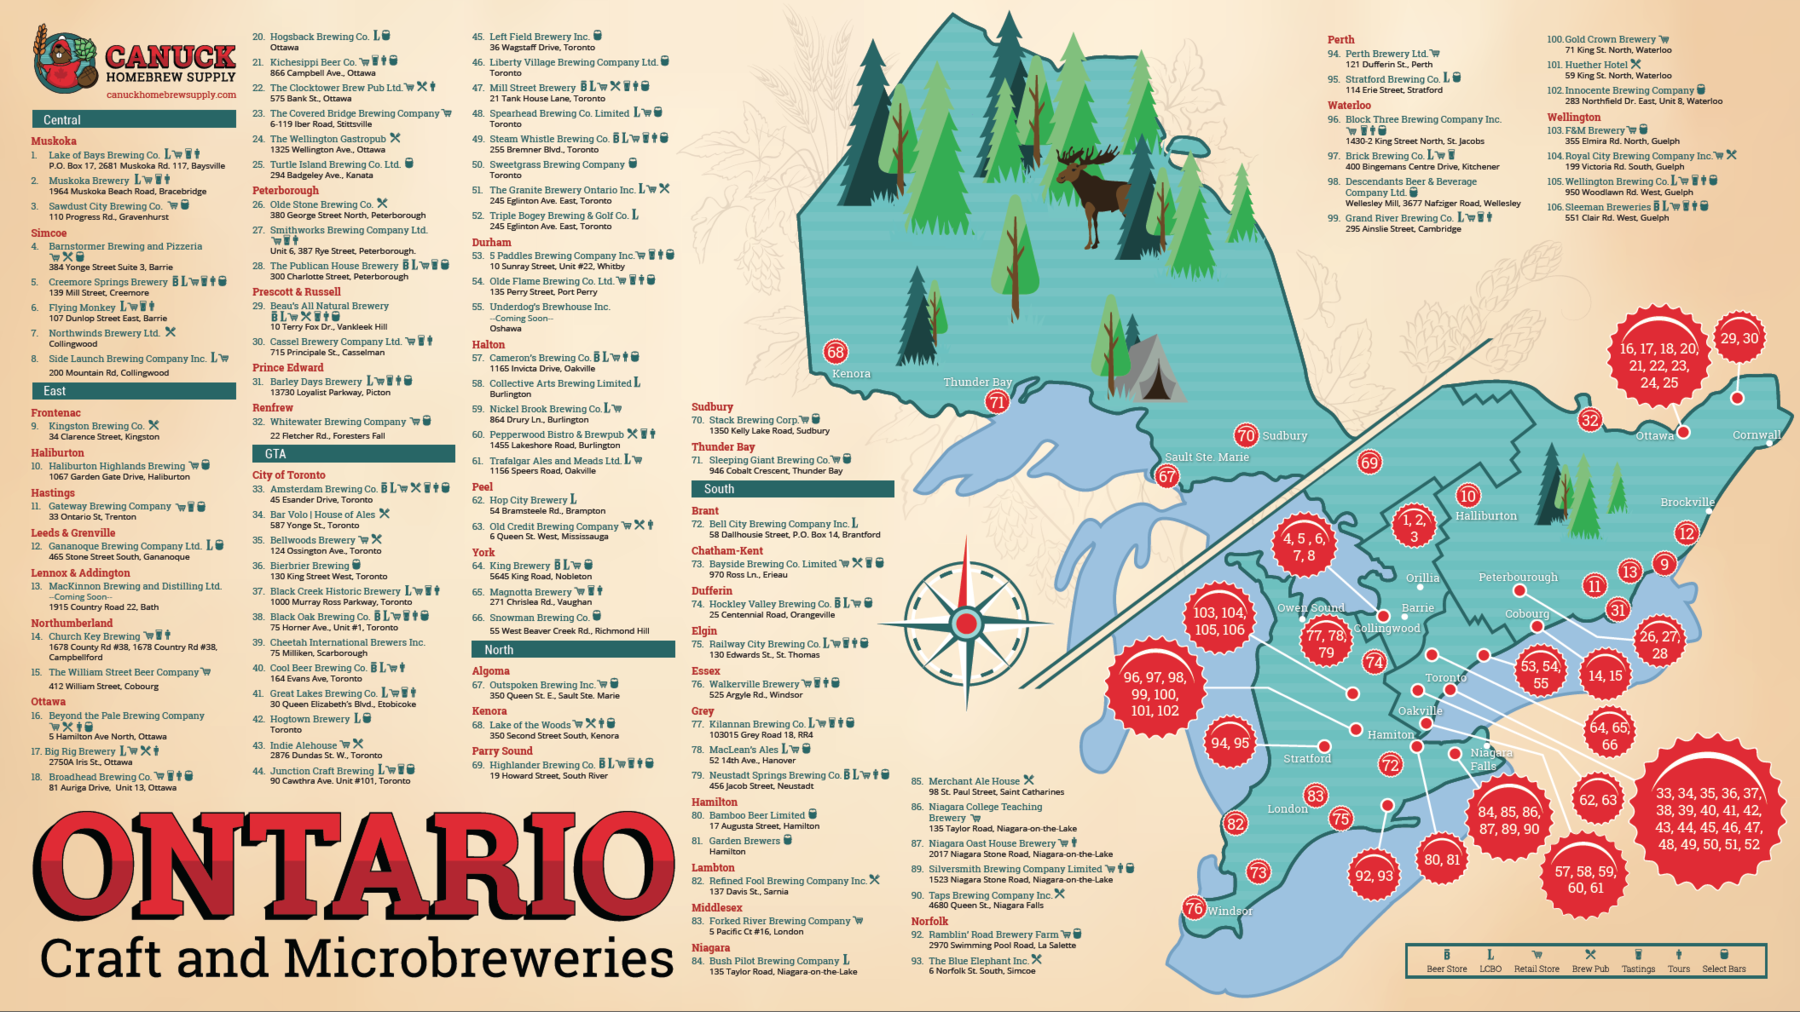 CANUCK
HOMEBREW SUPPLY
canuckhomebrewsupply.com
Central
Muskoka
1. Lake of Bays Brewing Co.
P.O. Box 17, 2681 Muskoka Rd. 117, Baysville
2. Muskoka Brewery
1964 Muskoka Beach Road, Bracebridge
3. Sawdust City Brewing Co.
110 Progress Rd., Gravenhurst
Simcoe
4. Barnstormer Brewing and Pizzeria
384 Yonge Street Suite 3, Barrie
5. Creemore Springs Brewery
139 Mill Street, Creemore
6. Flying Monkey
107 Dunlop Street East, Barrie
7. Northwinds Brewery Ltd.
Collingwood
8. Side Launch Brewing Company Inc.
200 Mountain Rd, Collingwood
East
Frontenac
9. Kingston Brewing Co.
34 Clarence Street, Kingston
Haliburton
10. Haliburton Highlands Brewing
1067 Garden Gate Drive, Haliburton
Hastings
11. Gateway Brewing Company
33 Ontario St, Trenton
Leeds & Grenville
12. Gananoque Brewing Company Ltd.
465 Stone Street South, Gananoque
Lennox & Addington
13. MacKinnon Brewing and Distilling Ltd.
--Coming Soon--
1915 Country Road 22, Bath
Northumberland
14. Church Key Brewing
1678 County Rd #38, 1678 Country Rd #38,
Campbellford
15. The William Street Beer Company
412 William Street, Cobourg
Ottawa
16. Beyond the Pale Brewing Company
5 Hamilton Ave North, Ottawa
17. Big Rig Brewery
2750A Iris St., Ottawa
18. Broadhead Brewing Co.
81 Auriga Drive, Unit 13, Ottawa
20. Hogsback Brewing Co.
Ottawa
21. Kichesippi Beer Co.
866 Campbell Ave., Ottawa
22. The Clocktower Brew Pub Ltd.
575 Bank St., Ottawa
23. The Covered Bridge Brewing Company
6-119 Iber Road, Stittsville
24. The Wellington Gastropub
1325 Wellington Ave., Ottawa
25. Turtle Island Brewing Co. Ltd.
294 Badgeley Ave., Kanata
Peterborough
26. Olde Stone Brewing Co.
380 George Street North, Peterborough
27. Smithworks Brewing Company Ltd.
Unit 6, 387 Rye Street, Peterborough.
28. The Publican House Brewery
300 Charlotte Street, Peterborough
Prescott & Russell
29. Beau's All Natural Brewery
10 Terry Fox Dr., Vankleek Hill
30. Cassel Brewery Company Ltd.
715 Principale St., Casselman
Prince Edward
31. Barley Days Brewery
13730 Loyalist Parkway, Picton
Renfrew
32. Whitewater Brewing Company
22 Fletcher Rd., Foresters Fall
GTA
City of Toronto
33. Amsterdam Brewing Co.
45 Esander Drive, Toronto
34. Bar Volo | House of Ales
587 Yonge St., Toronto
35. Bellwoods Brewery
124 Ossington Ave., Toronto
36. Bierbrier Brewing
130 King Street West, Toronto
37. Black Creek Historic Brewery
1000 Murray Ross Parkway, Toronto
38. Black Oak Brewing Co.
75 Horner Ave., Unit #1, Toronto
39. Cheetah International Brewers Inc.
75 Milliken, Scarborough
40. Cool Beer Brewing Co.
164 Evans Ave, Toronto
41. Great Lakes Brewing Co.
30 Queen Elizabeth's Blvd., Etobicoke
42. Hogtown Brewery
Toronto
43. Indie Alehouse
2876 Dundas St. W., Toronto
44. Junction Craft Brewing
90 Cawthra Ave. Unit #101, Toronto
45. Left Field Brewery Inc.
36 Wagstaff Drive, Toronto
46. Liberty Village Brewing Company Ltd.
Toronto
47. Mill Street Brewery
21 Tank House Lane, Toronto
48. Spearhead Brewing Co. Limited
Toronto
49. Steam Whistle Brewing Co.
255 Bremner Blvd., Toronto
50. Sweetgrass Brewing Company
Toronto
51. The Granite Brewery Ontario Inc.
245 Eglinton Ave. East, Toronto
52. Triple Bogey Brewing & Golf Co.
245 Eglinton Ave. East, Toronto
Durham
53. 5 Paddles Brewing Company Inc.
10 Sunray Street, Unit #22, Whitby
54. Olde Flame Brewing Co. Ltd.
135 Perry Street, Port Perry
55. Underdog's Brewhouse Inc.
--Coming Soon--
Oshawa
Halton
57. Cameron's Brewing Co.
1165 Invicta Drive, Oakville
58. Collective Arts Brewing Limited
Burlington
59. Nickel Brook Brewing Co.
864 Drury Ln., Burlington
60. Pepperwood Bistro & Brewpub
1455 Lakeshore Road, Burlington
61. Trafalgar Ales and Meads Ltd.
1156 Speers Road, Oakville
Peel
62. Hop City Brewery
54 Bramsteele Rd., Brampton
63. Old Credit Brewing Company
6 Queen St. West, Mississauga
York
64. King Brewery
5645 King Road, Nobleton
65. Magnotta Brewery
271 Chrislea Rd., Vaughan
66. Snowman Brewing Co.
55 West Beaver Creek Rd., Richmond Hill
North
Algoma
67. Outspoken Brewing Inc.
350 Queen St. E., Sault Ste. Marie
Kenora
68. Lake of the Woods
350 Second Street South, Kenora
Parry Sound
69. Highlander Brewing Co.
19 Howard Street, South River
Sudbury
70. Stack Brewing Corp.
1350 Kelly Lake Road, Sudbury
Thunder Bay
71. Sleeping Giant Brewing Co.
946 Cobalt Crescent, Thunder Bay
South
Brant
72. Bell City Brewing Company Inc.
58 Dalhousie Street, P.O. Box 14, Brantford
Chatham-Kent
73. Bayside Brewing Co. Limited
970 Ross Ln., Erieau
Dufferin
74. Hockley Valley Brewing Co.
25 Centennial Road, Orangeville
Elgin
75. Railway City Brewing Co.
130 Edwards St., St. Thomas
Essex
76. Walkerville Brewery
525 Argyle Rd., Windsor
Grey
77. Kilannan Brewing Co.
103015 Grey Road 18, RR4
78. MacLean's Ales
52 14th Ave., Hanover
79. Neustadt Springs Brewing Co.
456 Jacob Street, Neustadt
Hamilton
80. Bamboo Beer Limited
17 Augusta Street, Hamilton
81. Garden Brewers
Hamilton
Lambton
82. Refined Fool Brewing Company Inc.
137 Davis St., Sarnia
Middlesex
83. Forked River Brewing Company
5 Pacific Ct #16, London
Niagara
84. Bush Pilot Brewing Company
135 Taylor Road, Niagara-on-the-Lake
85. Merchant Ale House
98 St. Paul Street, Saint Catharines
86. Niagara College Teaching
Brewery
135 Taylor Road, Niagara-on-the-Lake
87. Niagara Oast House Brewery
2017 Niagara Stone Road, Niagara-on-the-Lake
89. Silversmith Brewing Company Limited
1523 Niagara Stone Road, Niagara-on-the-Lake
90. Taps Brewing Company Inc.
4680 Queen St., Niagara Falls
Norfolk
92. Ramblin' Road Brewery Farm
2970 Swimming Pool Road, La Salette
93. The Blue Elephant Inc.
6 Norfolk St. South, Simcoe
Perth
94. Perth Brewery Ltd.
121 Dufferin St., Perth
95. Stratford Brewing Co.
114 Erie Street, Stratford
Waterloo
96. Block Three Brewing Company Inc.
1430-2 King Street North, St. Jacobs
97. Brick Brewing Co.
400 Bingemans Centre Drive, Kitchener
98. Descendants Beer & Beverage
Company Ltd.
Wellesley Mill, 3677 Nafziger Road, Wellesley
99. Grand River Brewing Co.
295 Ainslie Street, Cambridge
100. Gold Crown Brewery
71 King St. North, Waterloo
101. Huether Hotel
59 King St. North, Waterloo
102. Innocente Brewing Company
283 Northfield Dr. East, Unit 8, Waterloo
Wellington
103. F&M Brewery
355 Elmira Rd. North, Guelph
104. Royal City Brewing Company Inc.
199 Victoria Rd. South, Guelph
105. Wellington Brewing Co.
950 Woodlawn Rd. West, Guelph
106. Sleeman Breweries
551 Clair Rd. West, Guelph
68
Kenora
Thunder Bay
71
70 Sudbury
Sault Ste. Marie
67
69
16, 17, 18, 20,
21, 22, 23,
24, 25
29, 30
32
Ottawa
Cornwall
10
Halliburton
Brockville
1, 2,
3
12
4, 5 , 6,
7, 8
9
13
11
31
Orillia
Peterbourough
Owen Sound
Barrie
Cobourg
Collingwood
103, 104,
105, 106
77, 78,
79
26, 27,
28
74
53, 54,
55
14, 15
96, 97, 98,
99, 100,
101, 102
Toronto
Oakville
64, 65,
66
94, 95
Hamiton
Stratford
72
Niagara
Falls
62, 63
33, 34, 35, 36, 37,
38, 39, 40, 41, 42,
43, 44, 45, 46, 47,
48, 49, 50, 51, 52
83
London
75
82
84, 85, 86,
87, 89, 90
80, 81
73
92, 93
57, 58, 59,
60, 61
76 Windsor
ONTARIO
Craft and Microbreweries
Beer Store
LCBO
Retail Store
Brew Pub
Tastings
Tours
Select Bars